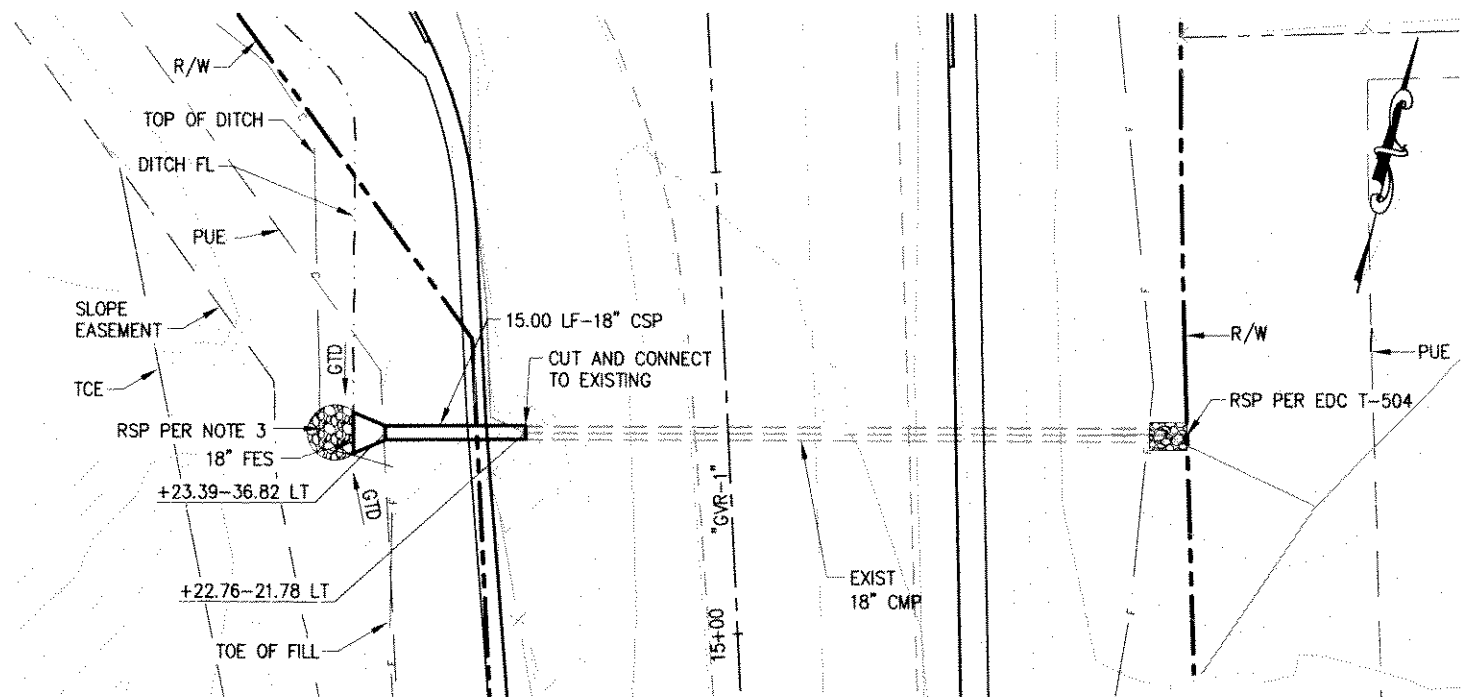 R/W
TOP OF DITCH
DITCH FL
PUE
SLOPE
EASEMENT
TCE
GTD
15.00 LF-18" CSP
CUT AND CONNECT
TO EXISTING
R/W
PUE
RSP PER NOTE 3
18" FES
RSP PER EDC T-504
+23.39-36.82 LT
GTD
"GVR-1"
+22.76-21.78 LT
EXIST
18" CMP
TOE OF FILL
15+00
F
F
F
F
F